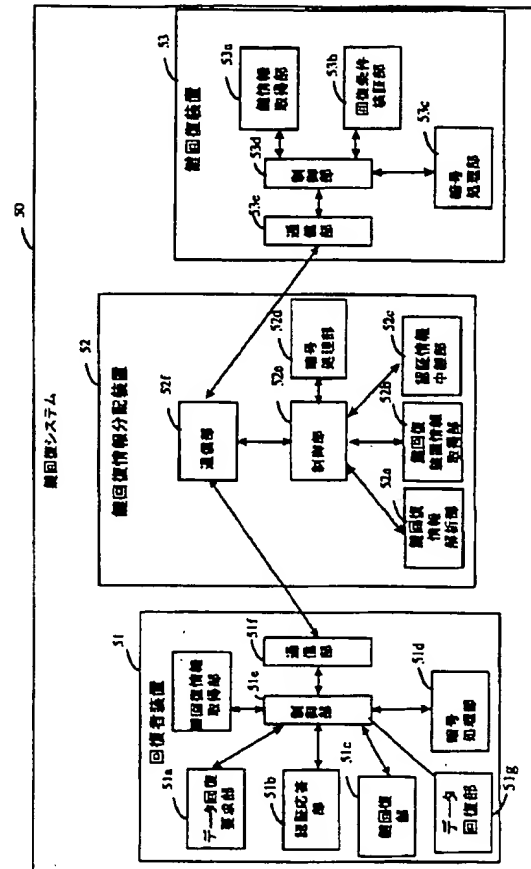 50
鍵回復システム
51
回復者装置
51a
データ回復
要求部
鍵回復情報
取得部
51b
認証応答
部
51c
鍵回復
部
51e
制御部
51f
通信部
51d
暗号
処理部
51g
データ
回復部
52
鍵回復情報分配装置
52f
通信部
52e
制御部
52d
暗号
処理部
52a
鍵回復
情報
解析部
52b
鍵回復
装置情報
取得部
52c
認証情報
中継部
53
鍵回復装置
53e
通信部
53d
制御部
53a
鍵情報
取得部
53b
回復条件
検証部
53c
暗号
処理部